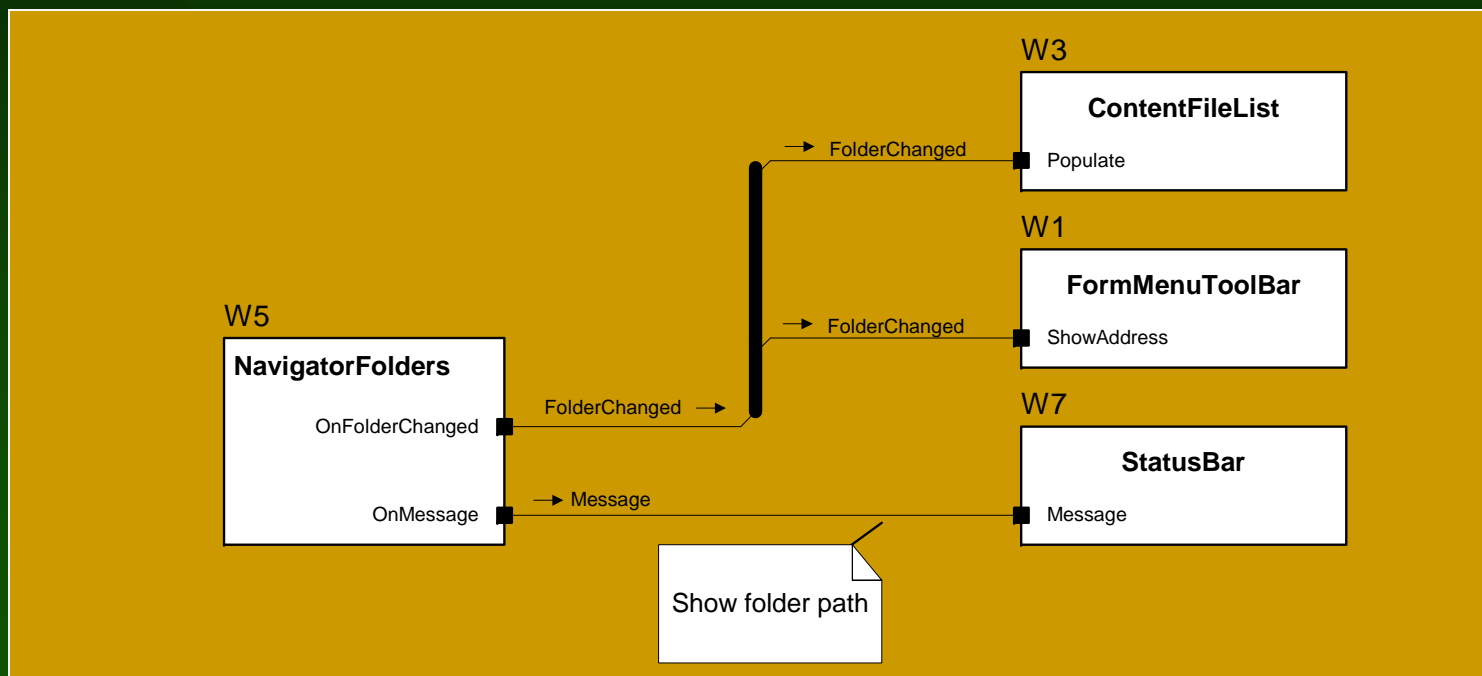 W3
ContentFileList
FolderChanged
Populate
W1
FormMenuToolBar
FolderChanged
ShowAddress
W5
NavigatorFolders
FolderChanged
OnFolderChanged
W7
StatusBar
Message
OnMessage
Message
Show folder path